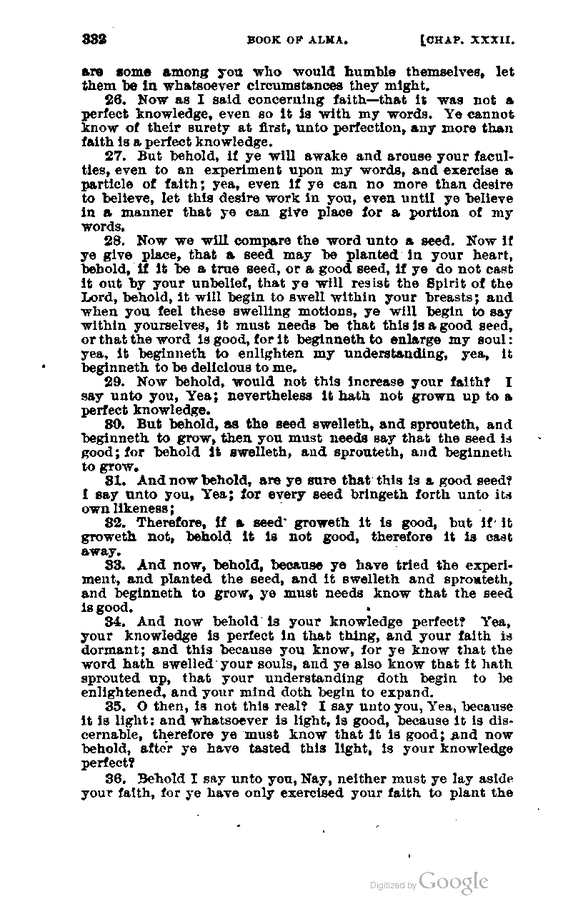 332 BOOK OF ALMA. [CHAP. XXXII.
are some among you who would humble themselves, let
them be in whatsoever circumstances they might.
26. Now as I said concerning faith—that it was not a
perfect knowledge, even so it is with my words. Ye cannot
know of their surety at first, unto perfection, any more than
faith is a perfect knowledge.
27. But behold, if ye will awake and arouse your facul-
ties, even to an experiment upon my words, and exercise a
particle of faith; yea, even if ye can no more than desire
to believe, let this desire work in you, even until ye believe
in a manner that ye can give place for a portion of my
words.
28. Now we will compare the word unto a seed. Now if
ye give place, that a seed may be planted in your heart,
behold, if it be a true seed, or a good seed, if ye do not cast
it out by your unbelief, that ye will resist the Spirit of the
Lord, behold, it will begin to swell within your breasts; and
when you feel these swelling motions, ye will begin to say
within yourselves, it must needs be that this is a good seed,
or that the word is good, for it beginneth to enlarge my soul:
yea, it beginneth to enlighten my understanding, yea, it
beginneth to be delicious to me.
29. Now behold, would not this increase your faith? I
say unto you, Yea; nevertheless it hath not grown up to a
perfect knowledge.
30. But behold, as the seed swelleth, and sprouteth, and
beginneth to grow, then you must needs say that the seed is
good; for behold it swelleth, and sprouteth, and beginneth
to grow.
31. And now behold, are ye sure that this is a good seed?
I say unto you, Yea; for every seed bringeth forth unto its
own likeness;
32. Therefore, if a seed groweth it is good, but if it
groweth not, behold it is not good, therefore it is cast
away.
33. And now, behold, because ye have tried the experi-
ment, and planted the seed, and it swelleth and sprouteth,
and beginneth to grow, ye must needs know that the seed
is good.
34. And now behold is your knowledge perfect? Yea,
your knowledge is perfect in that thing, and your faith is
dormant; and this because you know, for ye know that the
word hath swelled your souls, and ye also know that it hath
sprouted up, that your understanding doth begin to be
enlightened, and your mind doth begin to expand.
35. O then, is not this real? I say unto you, Yea, because
it is light: and whatsoever is light, is good, because it is dis-
cernable, therefore ye must know that it is good; and now
behold, after ye have tasted this light, is your knowledge
perfect?
36. Behold I say unto you, Nay, neither must ye lay aside
your faith, for ye have only exercised your faith to plant the
Digitized by Google